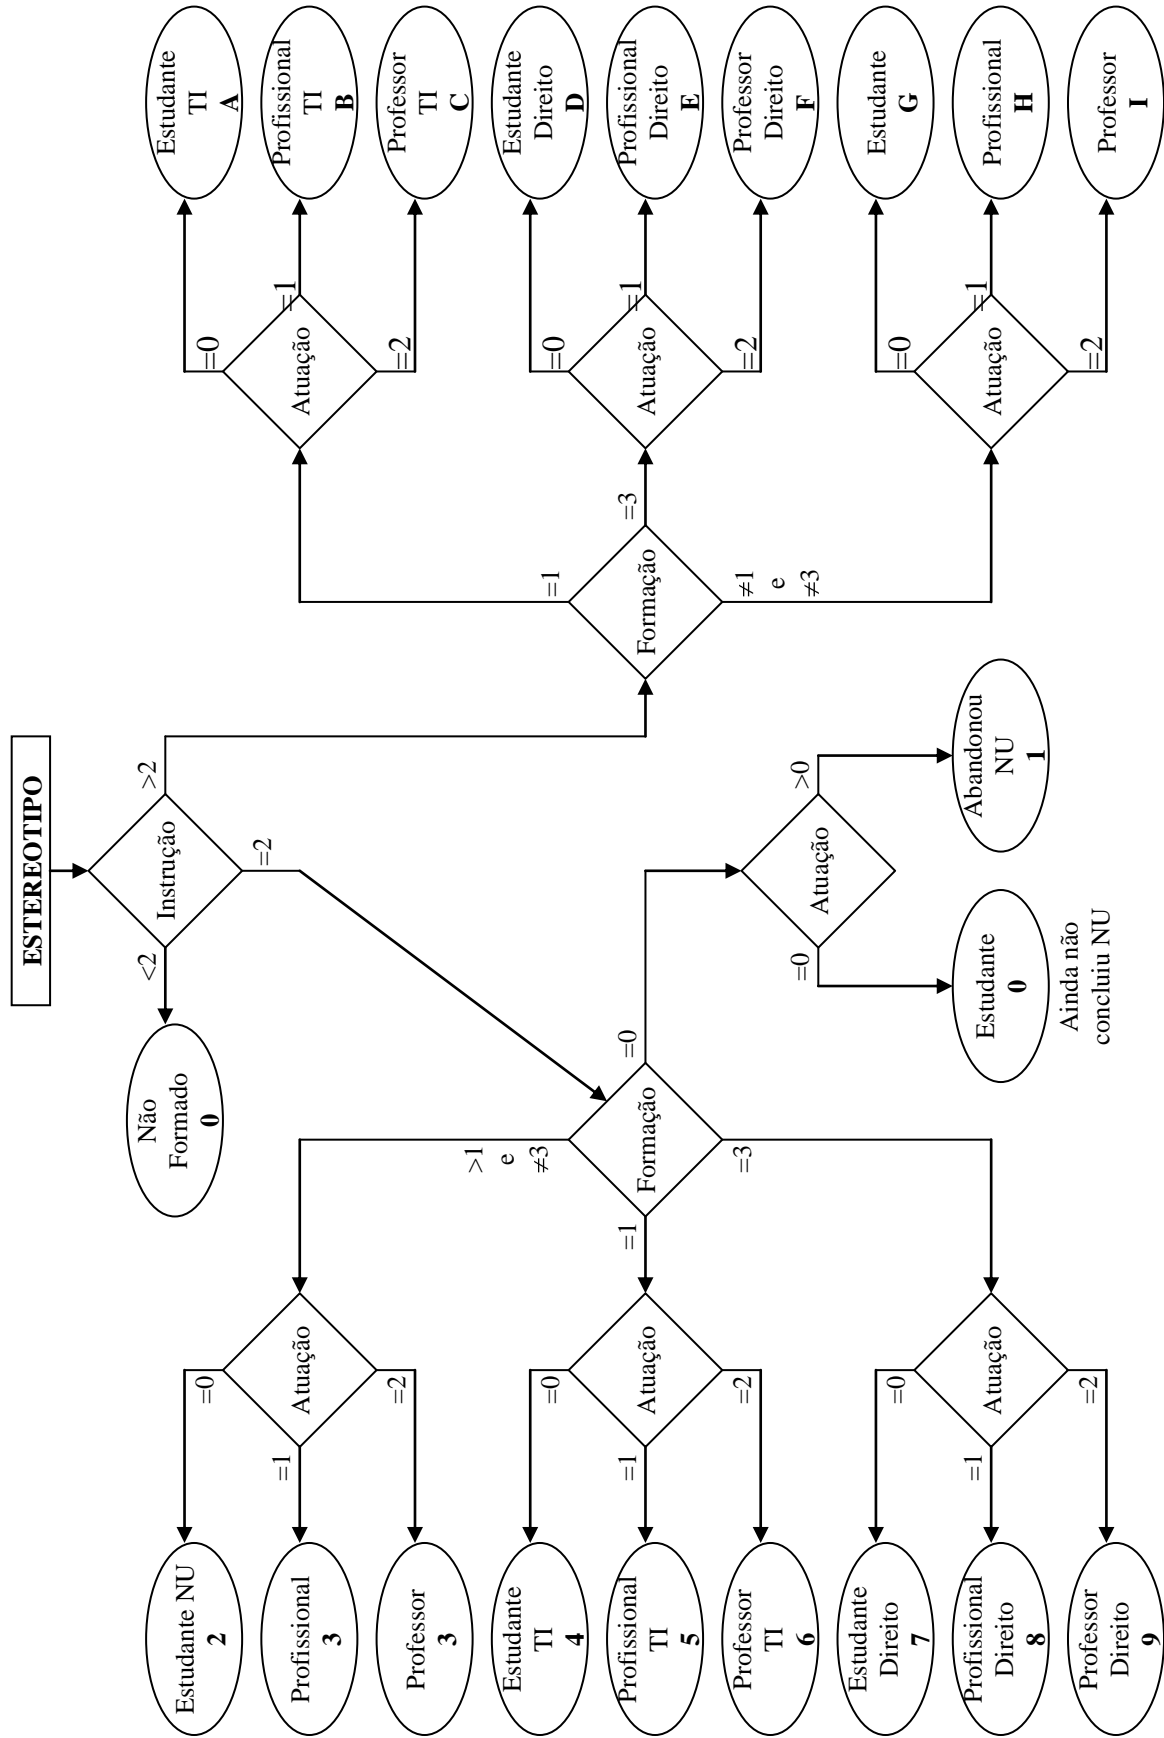 ESTEREOTIPO
Instrução
<2
=2
>2
Não
Formado
0
Formação
>1
e
≠3
=1
=3
=0
Atuação
=0
=1
=2
Estudante NU
2
Profissional
3
Professor
3
Atuação
=0
=1
=2
Estudante
TI
4
Profissional
TI
5
Professor
TI
6
Atuação
=0
=1
=2
Estudante
Direito
7
Profissional
Direito
8
Professor
Direito
9
Atuação
=0
>0
Estudante
0
Ainda não
concluiu NU
Abandonou
NU
1
Formação
=1
=3
≠1
e
≠3
Atuação
=0
=1
=2
Estudante
TI
A
Profissional
TI
B
Professor
TI
C
Atuação
=0
=1
=2
Estudante
Direito
D
Profissional
Direito
E
Professor
Direito
F
Atuação
=0
=1
=2
Estudante
G
Profissional
H
Professor
I